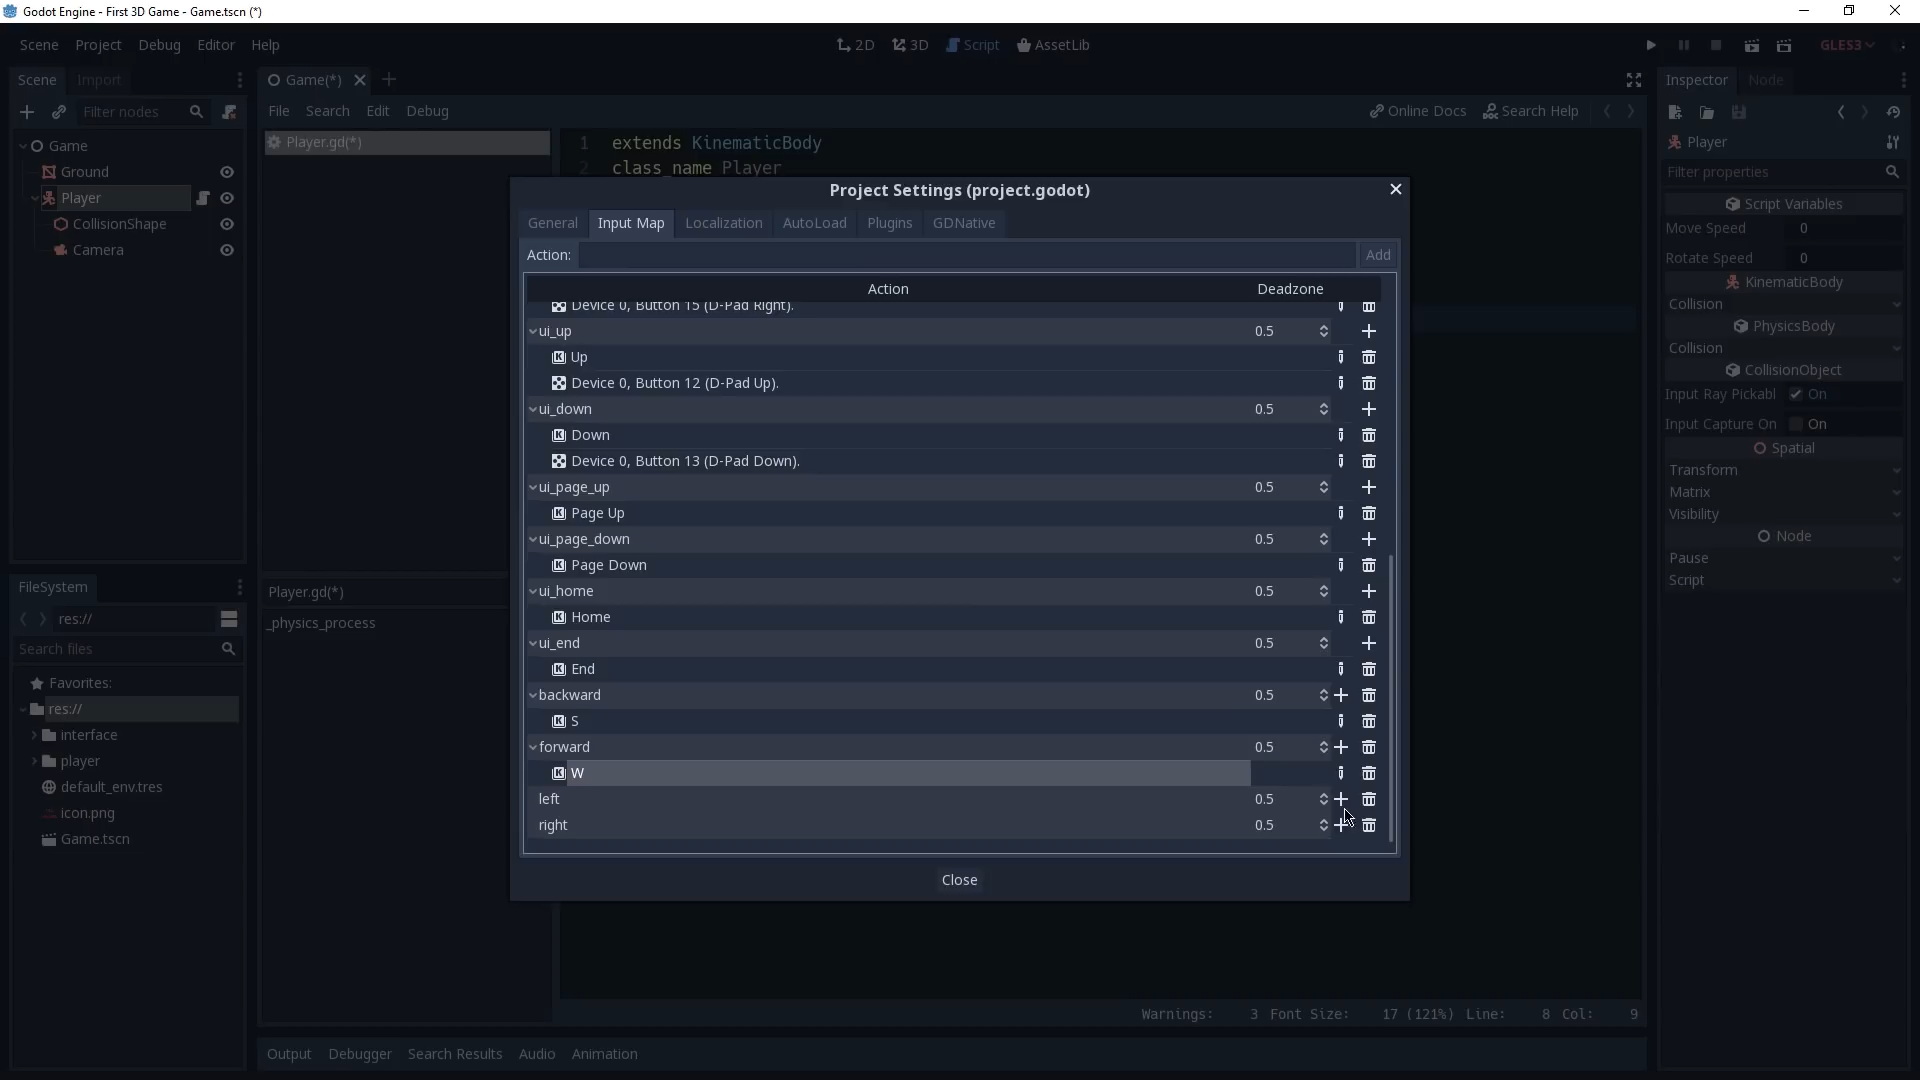 Godot Engine - First 3D Game - Game.tscn (*)
Scene Project Debug Editor Help
2D 3D Script AssetLib
GLES3
Scene Import
Game(*)
Inspector Node
Filter nodes
File Search Edit Debug
Online Docs Search Help
Game
Ground
Player
CollisionShape
Camera
Player.gd(*)
1 extends KinematicBody
2 class_name Player
Player
Filter properties
Script Variables
Move Speed 0
Rotate Speed 0
KinematicBody
Collision
PhysicsBody
Collision
CollisionObject
Input Ray Pickabl On
Input Capture On On
Spatial
Transform
Matrix
Visibility
Node
Pause
Script
Project Settings (project.godot)
General Input Map Localization AutoLoad Plugins GDNative
Action: Add
Action Deadzone
Device 0, Button 15 (D-Pad Right).
ui_up 0.5
Up
Device 0, Button 12 (D-Pad Up).
ui_down 0.5
Down
Device 0, Button 13 (D-Pad Down).
ui_page_up 0.5
Page Up
ui_page_down 0.5
Page Down
ui_home 0.5
Home
ui_end 0.5
End
backward 0.5
S
forward 0.5
W
left 0.5
right 0.5
Close
FileSystem
res://
Search files
Favorites:
res://
interface
player
default_env.tres
icon.png
Game.tscn
Player.gd(*)
_physics_process
Warnings: 3 Font Size: 17 (121%) Line: 8 Col: 9
Output Debugger Search Results Audio Animation